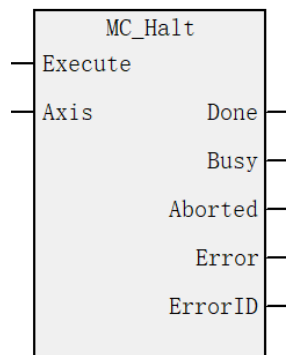 MC_Halt
Execute
Axis Done
Busy
Aborted
Error
ErrorID